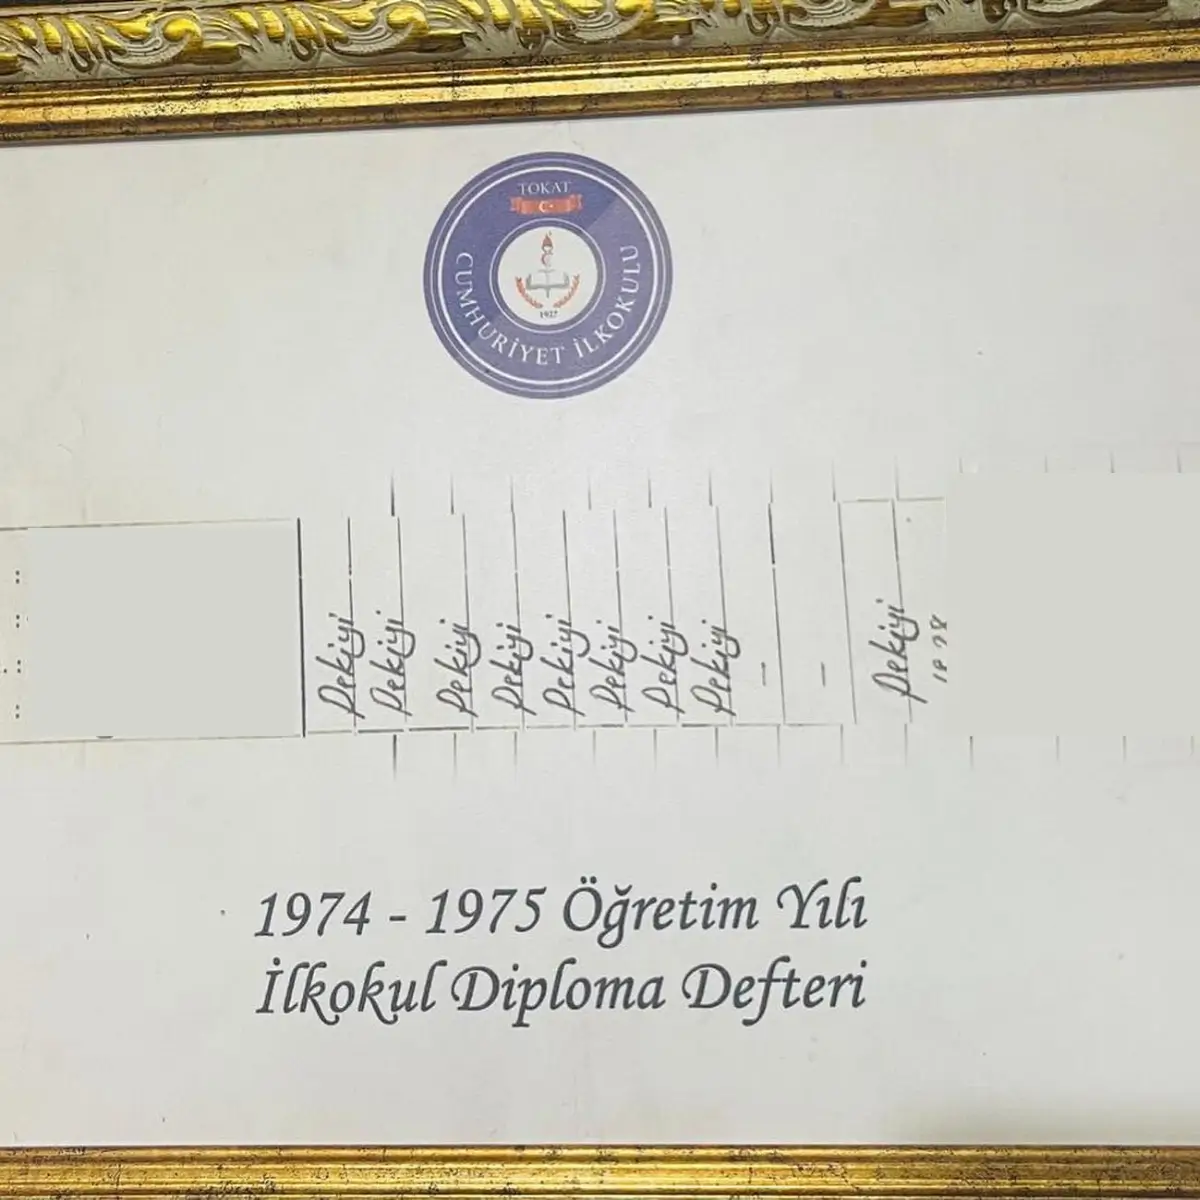 TOKAT
CUMHURİYET İLKOKULU
1927
Pekiyi
Pekiyi
Pekiyi
Pekiyi
Pekiyi
Pekiyi
Pekiyi
Pekiyi
-
-
Pekiyi
1974 - 1975 Öğretim Yılı
İlkokul Diploma Defteri